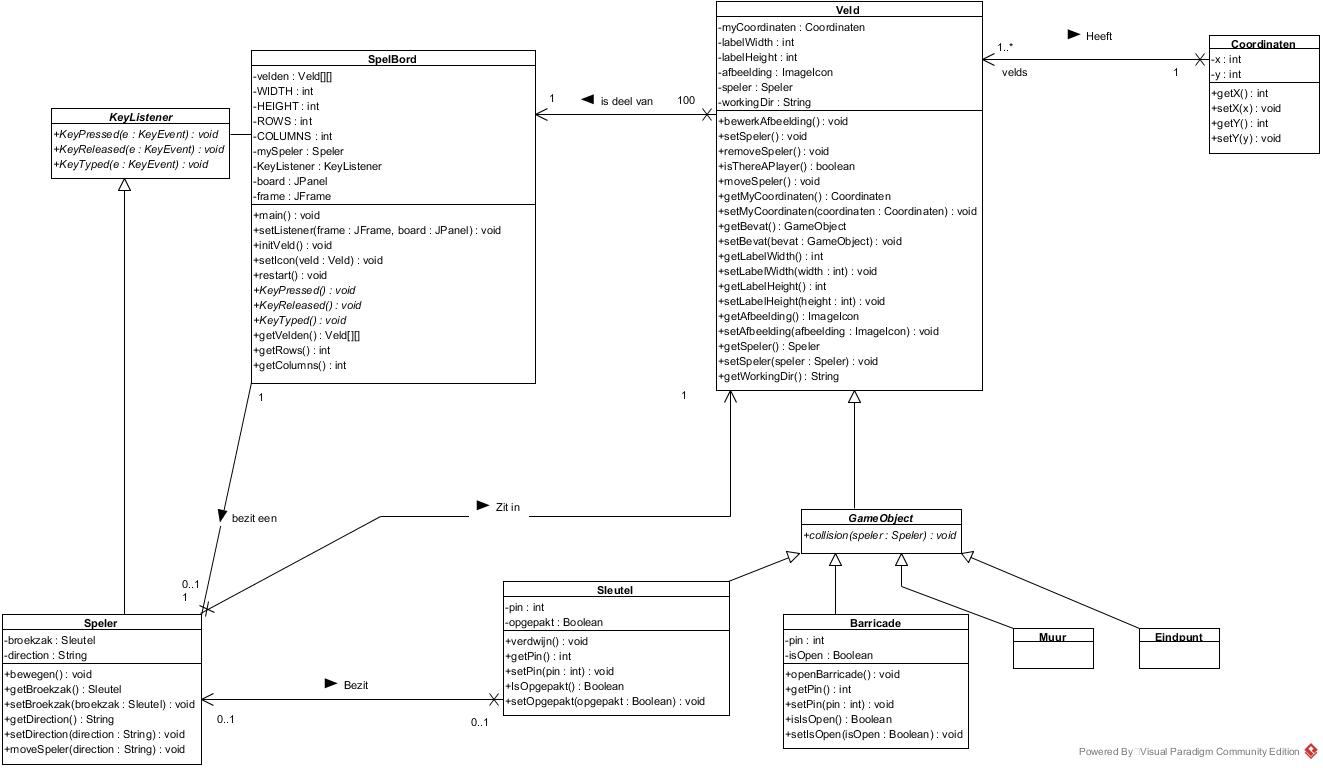 KeyListener
+KeyPressed(e : KeyEvent) : void
+KeyReleased(e : KeyEvent) : void
+KeyTyped(e : KeyEvent) : void
SpelBord
-velden : Veld[][]
-WIDTH : int
-HEIGHT : int
-ROWS : int
-COLUMNS : int
-mySpeler : Speler
-KeyListener : KeyListener
-board : JPanel
-frame : JFrame
+main() : void
+setListener(frame : JFrame, board : JPanel) : void
+initVeld() : void
+setIcon(veld : Veld) : void
+restart() : void
+KeyPressed() : void
+KeyReleased() : void
+KeyTyped() : void
+getVelden() : Veld[][]
+getRows() : int
+getColumns() : int
1
is deel van
100
Veld
-myCoordinaten : Coordinaten
-labelWidth : int
-labelHeight : int
-afbeelding : ImageIcon
-speler : Speler
-workingDir : String
+bewerkAfbeelding() : void
+setSpeler() : void
+removeSpeler() : void
+isThereAPlayer() : boolean
+moveSpeler() : void
+getMyCoordinaten() : Coordinaten
+setMyCoordinaten(coordinaten : Coordinaten) : void
+getBevat() : GameObject
+setBevat(bevat : GameObject) : void
+getLabelWidth() : int
+setLabelWidth(width : int) : void
+getLabelHeight() : int
+setLabelHeight(height : int) : void
+getAfbeelding() : ImageIcon
+setAfbeelding(afbeelding : ImageIcon) : void
+getSpeler() : Speler
+setSpeler(speler : Speler) : void
+getWorkingDir() : String
1..*
Heeft
velds
1
Coordinaten
-x : int
-y : int
+getX() : int
+setX(x) : void
+getY() : int
+setY(y) : void
1
bezit een
0..1
1
Zit in
1
GameObject
+collision(speler : Speler) : void
Speler
-broekzak : Sleutel
-direction : String
+bewegen() : void
+getBroekzak() : Sleutel
+setBroekzak(broekzak : Sleutel) : void
+getDirection() : String
+setDirection(direction : String) : void
+moveSpeler(direction : String) : void
Bezit
0..1
0..1
Sleutel
-pin : int
-opgepakt : Boolean
+verdwijn() : void
+getPin() : int
+setPin(pin : int) : void
+IsOpgepakt() : Boolean
+setOpgepakt(opgepakt : Boolean) : void
Barricade
-pin : int
-isOpen : Boolean
+openBarricade() : void
+getPin() : int
+setPin(pin : int) : void
+isIsOpen() : Boolean
+setIsOpen(isOpen : Boolean) : void
Muur
Eindpunt
Powered By Visual Paradigm Community Edition